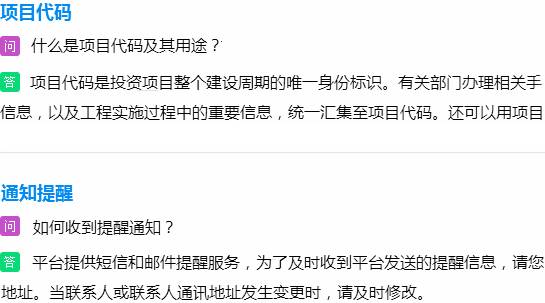 项目代码
问 什么是项目代码及其用途？
答 项目代码是投资项目整个建设周期的唯一身份标识。有关部门办理相关手
信息，以及工程实施过程中的重要信息，统一汇集至项目代码。还可以用项目
通知提醒
问 如何收到提醒通知？
答 平台提供短信和邮件提醒服务，为了及时收到平台发送的提醒信息，请您
地址。当联系人或联系人通讯地址发生变更时，请及时修改。